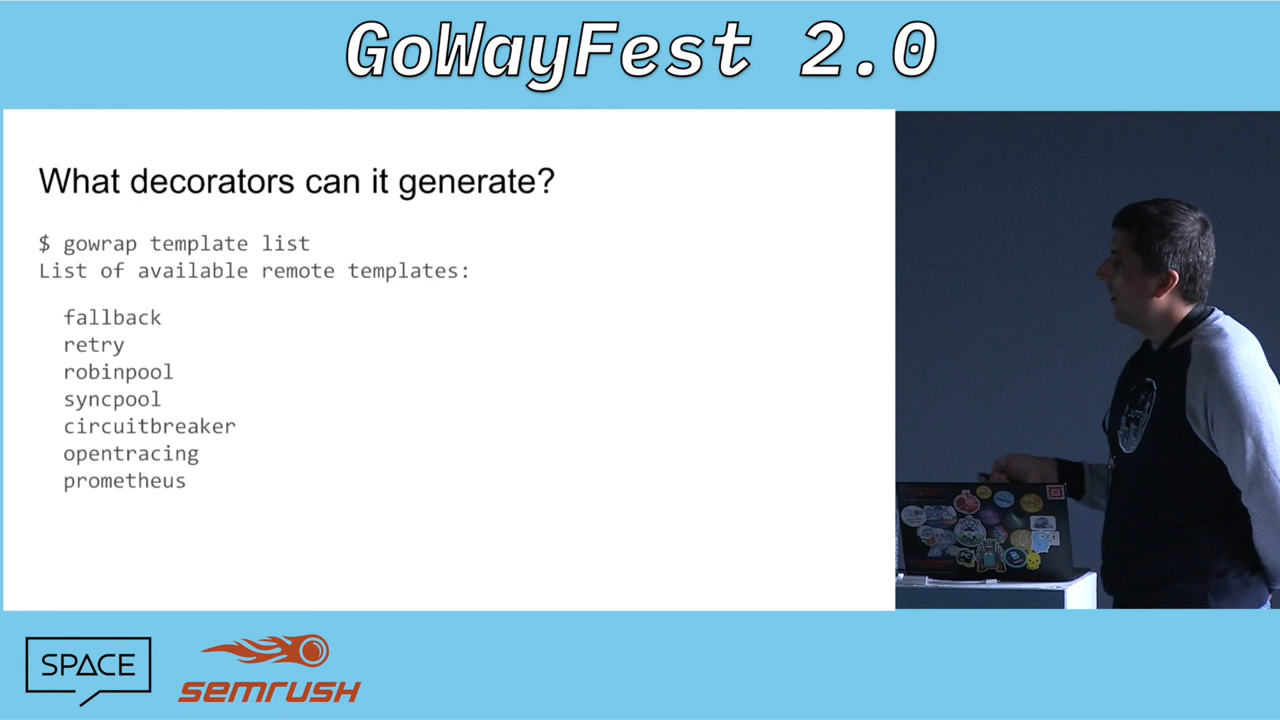 GoWayFest 2.0
What decorators can it generate?
$ gowrap template list
List of available remote templates:
fallback
retry
robinpool
syncpool
circuitbreaker
opentracing
prometheus
SPACE
semrush